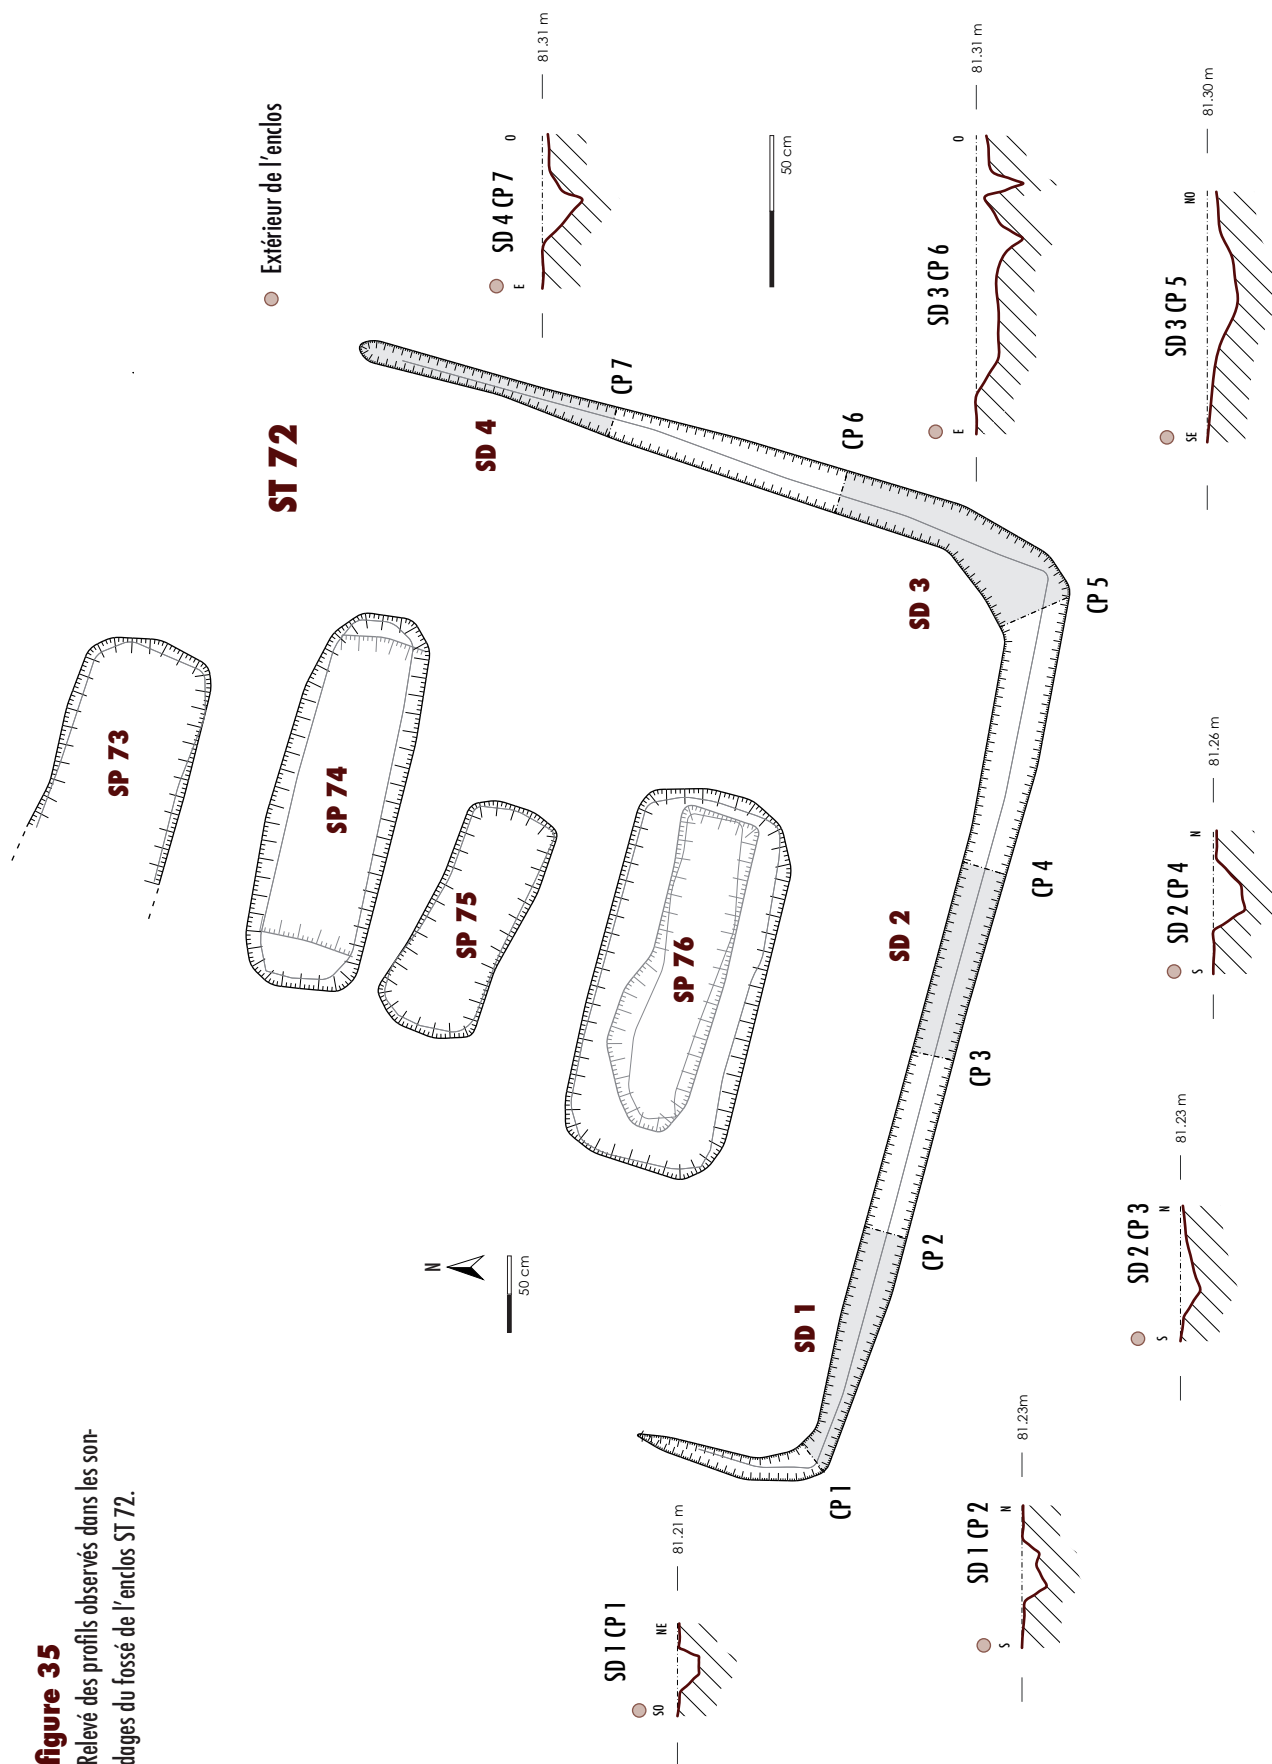 figure 35
Relevé des profils observés dans les son-
dages du fossé de l'enclos ST 72.
ST 72
Extérieur de l'enclos
SP 73
SP 74
SP 75
SP 76
N
50 cm
SD 1
SD 2
SD 3
SD 4
CP 1
CP 2
CP 3
CP 4
CP 5
CP 6
CP 7
SD 1 CP 1
SO
NE
81.21 m
SD 1 CP 2
S
N
81.23m
SD 2 CP 3
S
N
81.23 m
SD 2 CP 4
S
N
81.26 m
SD 3 CP 5
SE
NO
81.30 m
SD 3 CP 6
E
O
81.31 m
SD 4 CP 7
E
O
81.31 m
50 cm